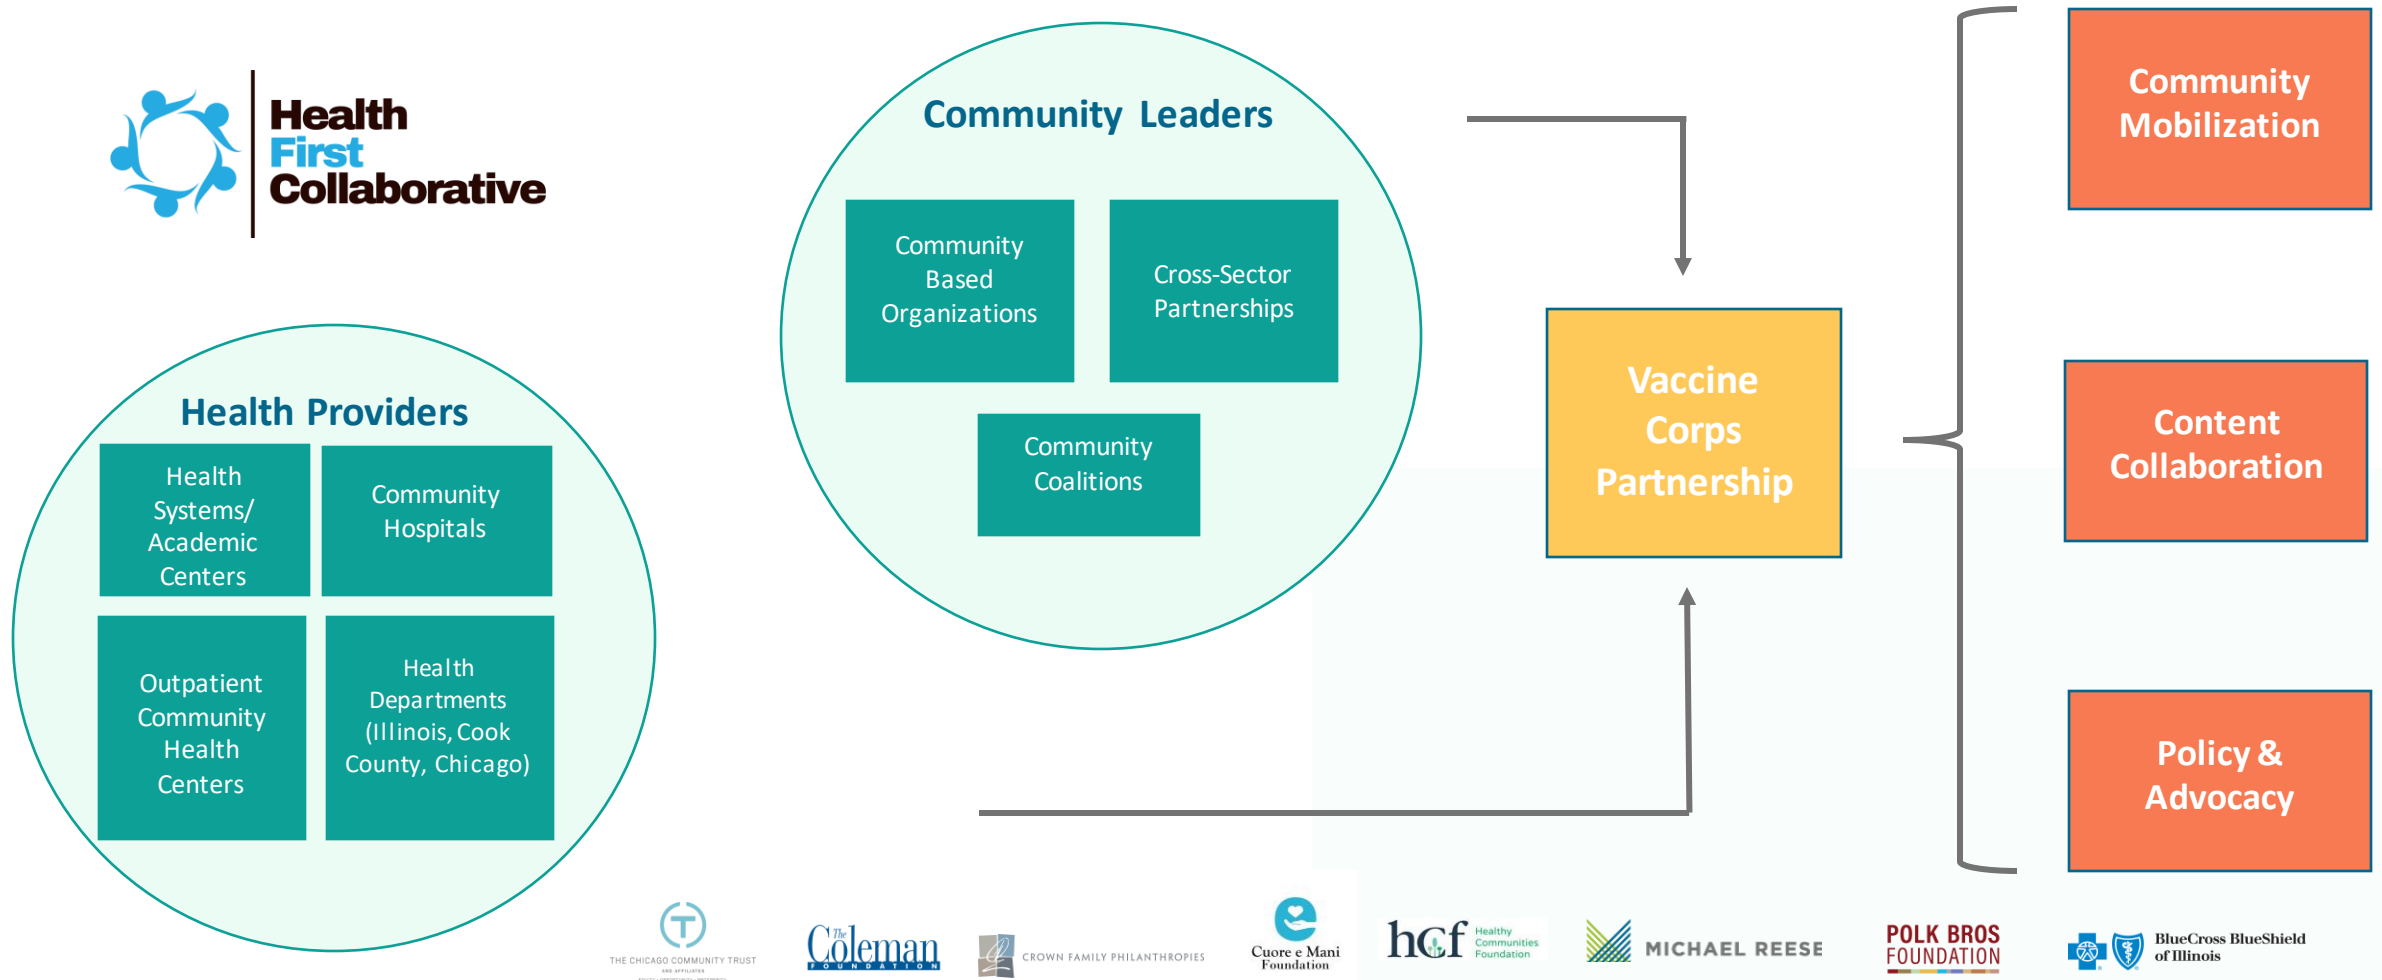 Health
First
Collaborative
Community Leaders
Community
Based
Organizations
Cross-Sector
Partnerships
Community
Coalitions
Health Providers
Health
Systems/
Academic
Centers
Community
Hospitals
Outpatient
Community
Health
Centers
Health
Departments
(Illinois, Cook
County, Chicago)
Vaccine
Corps
Partnership
Community
Mobilization
Content
Collaboration
Policy &
Advocacy
THE CHICAGO COMMUNITY TRUST
AND AFFILIATES
The
Coleman
FOUNDATION
CROWN FAMILY PHILANTHROPIES
Cuore e Mani
Foundation
hcf
Healthy
Communities
Foundation
MICHAEL REESE
POLK BROS
FOUNDATION
BlueCross BlueShield
of Illinois